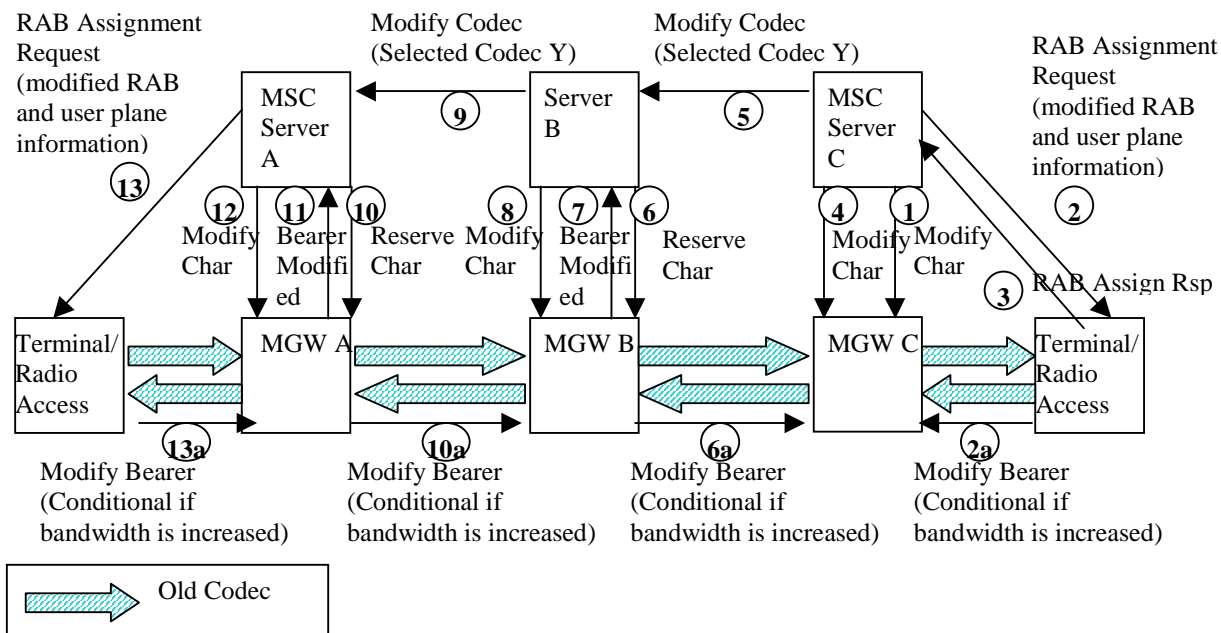 RAB Assignment
Request
(modified RAB
and user plane
information)
Modify Codec
(Selected Codec Y)
Modify Codec
(Selected Codec Y)
RAB Assignment
Request
(modified RAB
and user plane
information)
MSC
Server
A
9
Server
B
5
MSC
Server
C
13
12
11
10
8
7
6
4
1
2
Modify
Char
Bearer
Modifi
ed
Reserve
Char
Modify
Char
Bearer
Modifi
ed
Reserve
Char
Modify
Char
Modify
Char
3
RAB Assign Rsp
Terminal/
Radio
Access
MGW A
MGW B
MGW C
Terminal/
Radio
Access
13a
10a
6a
2a
Modify Bearer
(Conditional if
bandwidth is increased)
Modify Bearer
(Conditional if
bandwidth is increased)
Modify Bearer
(Conditional if
bandwidth is increased)
Modify Bearer
(Conditional if
bandwidth is increased)
Old Codec